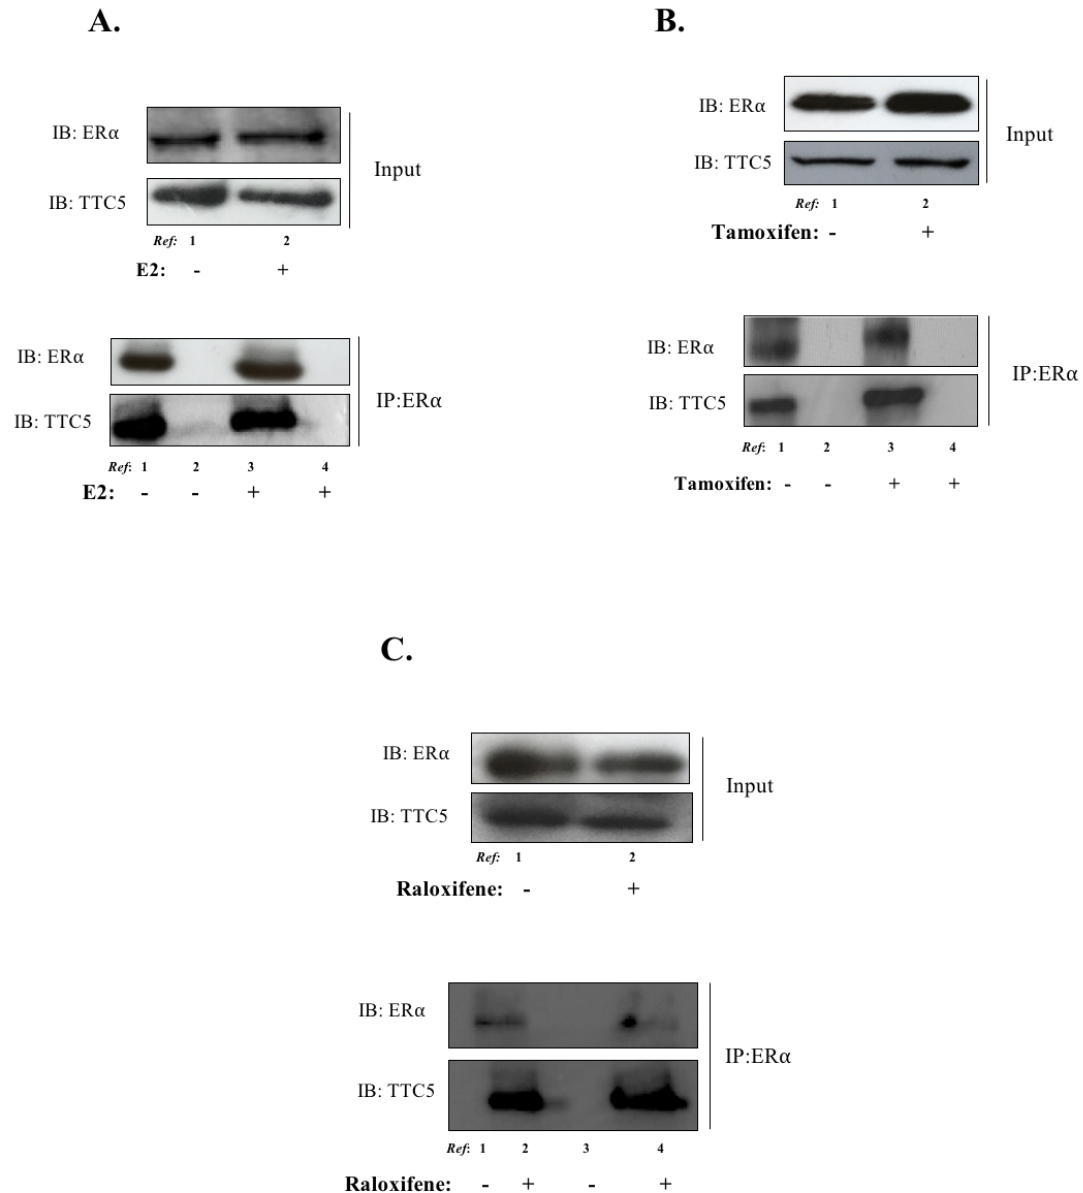 A.
IB: ERα
IB: TTC5
Input
Ref: 1 2
E2: - +
IB: ERα
IB: TTC5
IP:ERα
Ref: 1 2 3 4
E2: - - + +
B.
IB: ERα
IB: TTC5
Input
Ref: 1 2
Tamoxifen: - +
IB: ERα
IB: TTC5
IP:ERα
Ref: 1 2 3 4
Tamoxifen: - - + +
C.
IB: ERα
IB: TTC5
Input
Ref: 1 2
Raloxifene: - +
IB: ERα
IB: TTC5
IP:ERα
Ref: 1 2 3 4
Raloxifene: - + - +